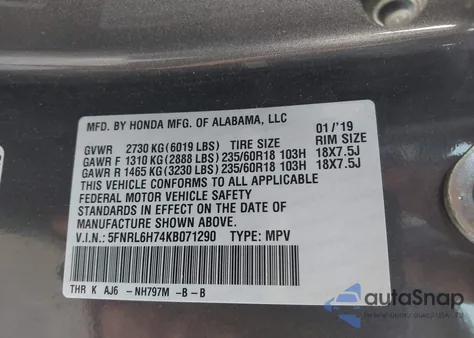 MFD. BY HONDA MFG. OF ALABAMA, LLC
01/'19
GVWR 2730 KG (6019 LBS) TIRE SIZE RIM SIZE
GAWR F 1310 KG (2888 LBS) 235/60R18 103H 18X7.5J
GAWR R 1465 KG (3230 LBS) 235/60R18 103H 18X7.5J
THIS VEHICLE CONFORMS TO ALL APPLICABLE
FEDERAL MOTOR VEHICLE SAFETY
STANDARDS IN EFFECT ON THE DATE OF
MANUFACTURE SHOWN ABOVE.
V.I.N.: 5FNRL6H74KB071290 TYPE: MPV
THR K AJ6 -NH797M -B -B
autoSnap